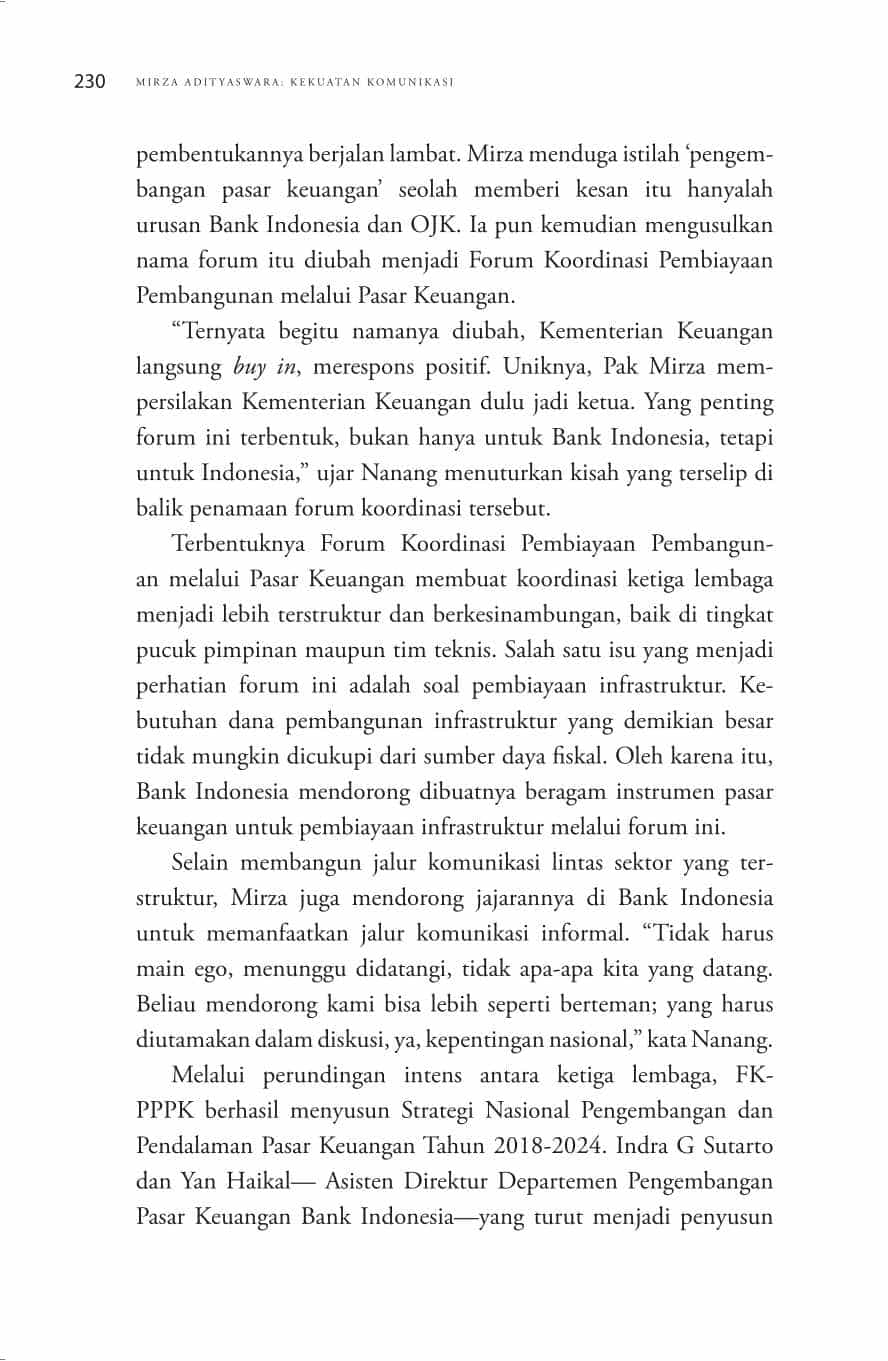 230 MIRZA ADITYASWARA: KEKUATAN KOMUNIKASI
pembentukannya berjalan lambat. Mirza menduga istilah ‘pengem-
bangan pasar keuangan’ seolah memberi kesan itu hanyalah
urusan Bank Indonesia dan OJK. Ia pun kemudian mengusulkan
nama forum itu diubah menjadi Forum Koordinasi Pembiayaan
Pembangunan melalui Pasar Keuangan.
“Ternyata begitu namanya diubah, Kementerian Keuangan
langsung buy in, merespons positif. Uniknya, Pak Mirza mem-
persilakan Kementerian Keuangan dulu jadi ketua. Yang penting
forum ini terbentuk, bukan hanya untuk Bank Indonesia, tetapi
untuk Indonesia,” ujar Nanang menuturkan kisah yang terselip di
balik penamaan forum koordinasi tersebut.
Terbentuknya Forum Koordinasi Pembiayaan Pembangun-
an melalui Pasar Keuangan membuat koordinasi ketiga lembaga
menjadi lebih terstruktur dan berkesinambungan, baik di tingkat
pucuk pimpinan maupun tim teknis. Salah satu isu yang menjadi
perhatian forum ini adalah soal pembiayaan infrastruktur. Ke-
butuhan dana pembangunan infrastruktur yang demikian besar
tidak mungkin dicukupi dari sumber daya fiskal. Oleh karena itu,
Bank Indonesia mendorong dibuatnya beragam instrumen pasar
keuangan untuk pembiayaan infrastruktur melalui forum ini.
Selain membangun jalur komunikasi lintas sektor yang ter-
struktur, Mirza juga mendorong jajarannya di Bank Indonesia
untuk memanfaatkan jalur komunikasi informal. “Tidak harus
main ego, menunggu didatangi, tidak apa-apa kita yang datang.
Beliau mendorong kami bisa lebih seperti berteman; yang harus
diutamakan dalam diskusi, ya, kepentingan nasional,” kata Nanang.
Melalui perundingan intens antara ketiga lembaga, FK-
PPPK berhasil menyusun Strategi Nasional Pengembangan dan
Pendalaman Pasar Keuangan Tahun 2018-2024. Indra G Sutarto
dan Yan Haikal— Asisten Direktur Departemen Pengembangan
Pasar Keuangan Bank Indonesia—yang turut menjadi penyusun